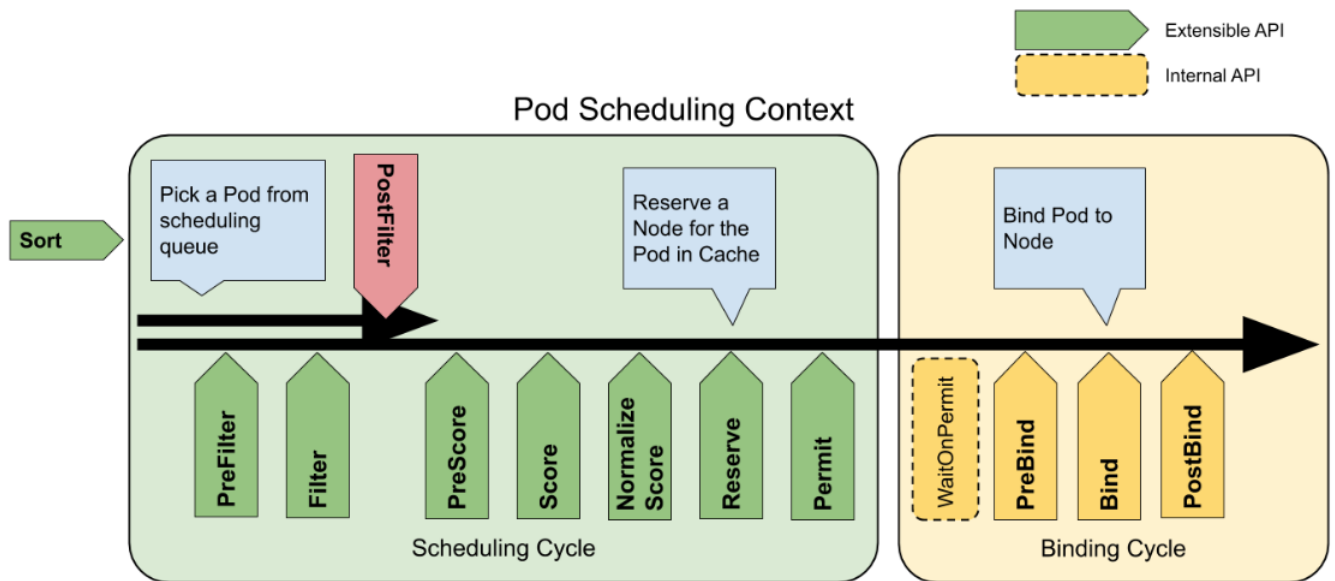 Extensible API
Internal API
Pod Scheduling Context
Pick a Pod from
scheduling
queue
PostFilter
Reserve a
Node for the
Pod in Cache
Bind Pod to
Node
Sort
PreFilter
Filter
PreScore
Score
Normalize
Score
Reserve
Permit
WaitOnPermit
PreBind
Bind
PostBind
Scheduling Cycle
Binding Cycle